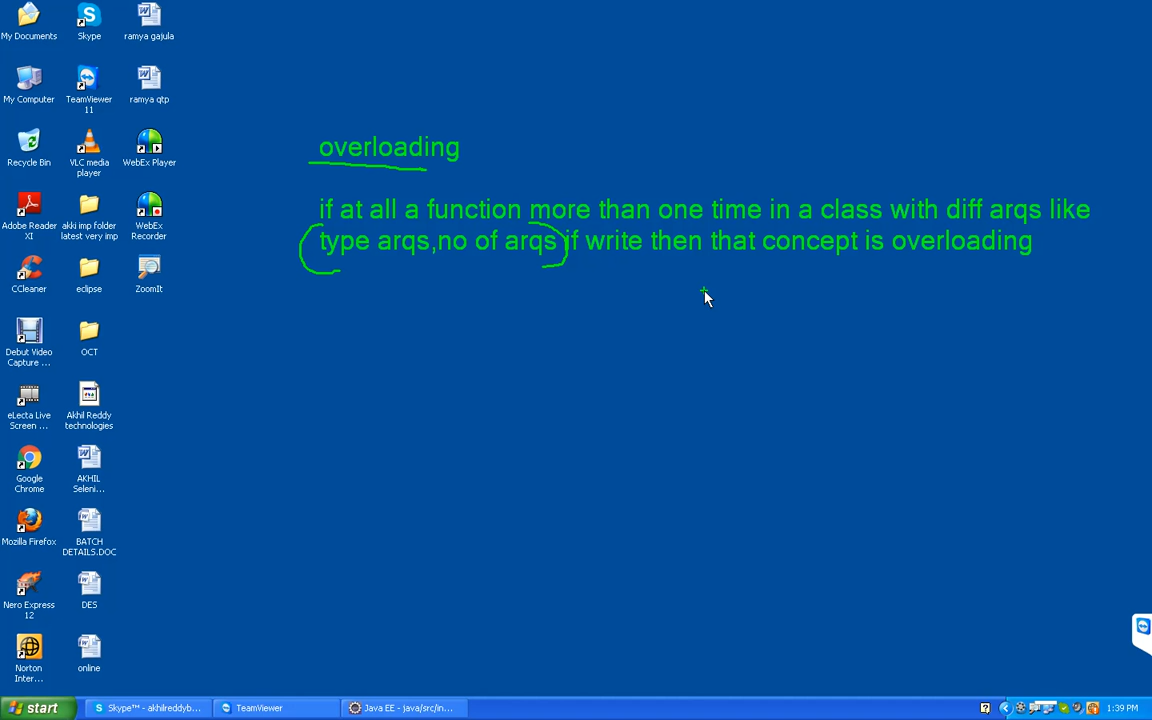 My Documents
Skype
ramya gajula
My Computer
TeamViewer
11
ramya qtp
overloading
Recycle Bin
VLC media
player
WebEx Player
if at all a function more than one time in a class with diff arqs like
type arqs,no of arqs if write then that concept is overloading
Adobe Reader
XI
akki imp folder
latest very imp
WebEx
Recorder
CCleaner
eclipse
ZoomIt
Debut Video
Capture ...
OCT
eLecta Live
Screen ...
Akhil Reddy
technologies
Google
Chrome
AKHIL
Seleni...
Mozilla Firefox
BATCH
DETAILS.DOC
Nero Express
12
DES
Norton
Inter...
online
start
Skype™ - akhilreddyb...
TeamViewer
Java EE - java/src/in...
1:39 PM